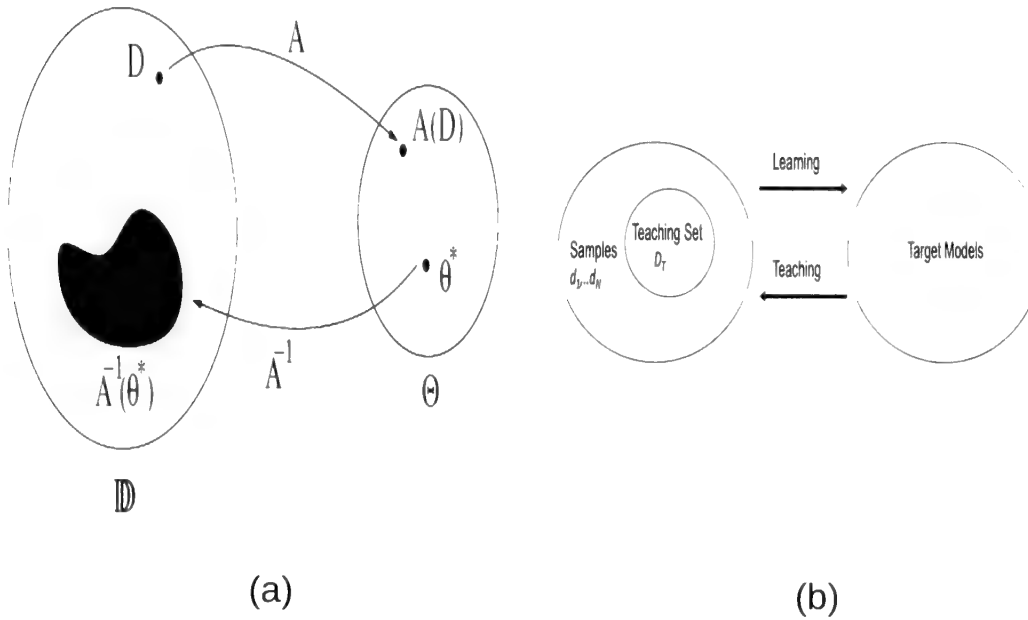 D
A
A(D)
θ*
A⁻¹
A⁻¹(θ*)
Θ
𝔻
(a)
Samples
d₁,..dN
Teaching Set
DT
Learning
Teaching
Target Models
(b)